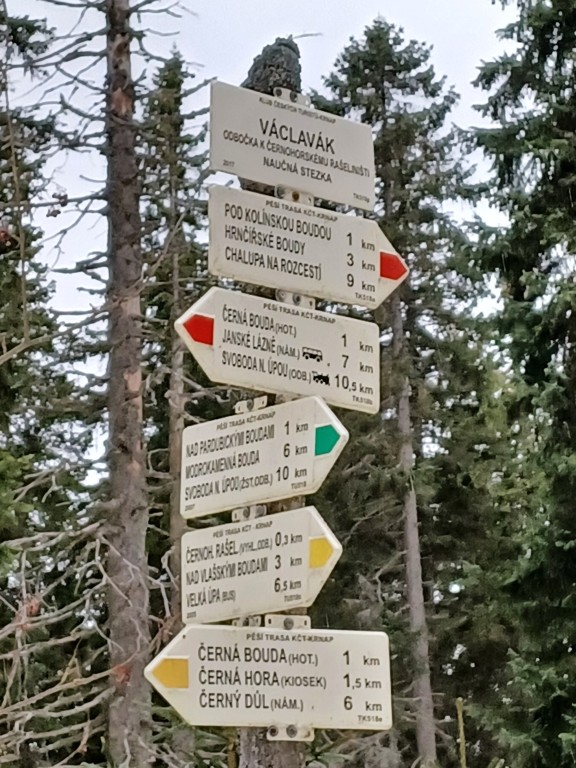 KLUB ČESKÝCH TURISTŮ-KRNAP
VÁCLAVÁK
ODBOČKA K ČERNOHORSKÉMU RAŠELINIŠTI
NAUČNÁ STEZKA
2017
PĚŠÍ TRASA KČT-KRNAP
POD KOLÍNSKOU BOUDOU 1 km
HRNČÍŘSKÉ BOUDY 3 km
CHALUPA NA ROZCESTÍ 9 km
PĚŠÍ TRASA KČT-KRNAP
ČERNÁ BOUDA (HOT.) 1 km
JANSKÉ LÁZNĚ (NÁM.) 7 km
SVOBODA N. ÚPOU (ODB.) 10,5 km
PĚŠÍ TRASA KČT-KRNAP
NAD PARDUBICKÝMI BOUDAMI 1 km
MODROKAMENNÁ BOUDA 6 km
SVOBODA N. ÚPOU (ŽST.ODB.) 10 km
2007
PĚŠÍ TRASA KČT-KRNAP
ČERNOH. RAŠEL. (VYHL. ODB.) 0,3 km
NAD VLAŠSKÝMI BOUDAMI 3 km
VELKÁ ÚPA (BUS) 6,5 km
PĚŠÍ TRASA KČT-KRNAP
ČERNÁ BOUDA (HOT.) 1 km
ČERNÁ HORA (KIOSEK) 1,5 km
ČERNÝ DŮL (NÁM.) 6 km